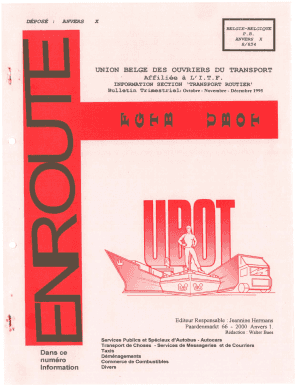 DÉPOSÉ : ANVERS X
BELGIE-BELGIQUE
P.B.
ANVERS X
8/654
UNION BELGE DES OUVRIERS DU TRANSPORT
Affiliée à L'I.T.F.
INFORMATION SECTION 'TRANSPORT ROUTIER'
Bulletin Trimestriel: Octobre - Novembre - Décembre 1995
FGTB UBOT
ENROUTE
UBOT
Editeur Responsable : Jeannine Hermans
Paardenmarkt 66 - 2000 Anvers 1.
Rédaction : Walter Baes
Dans ce
numéro
Information
Services Publics et Spéciaux d'Autobus - Autocars
Transport de Choses - Services de Messageries et de Courriers
Taxis
Déménagements
Commerce de Combustibles
Divers